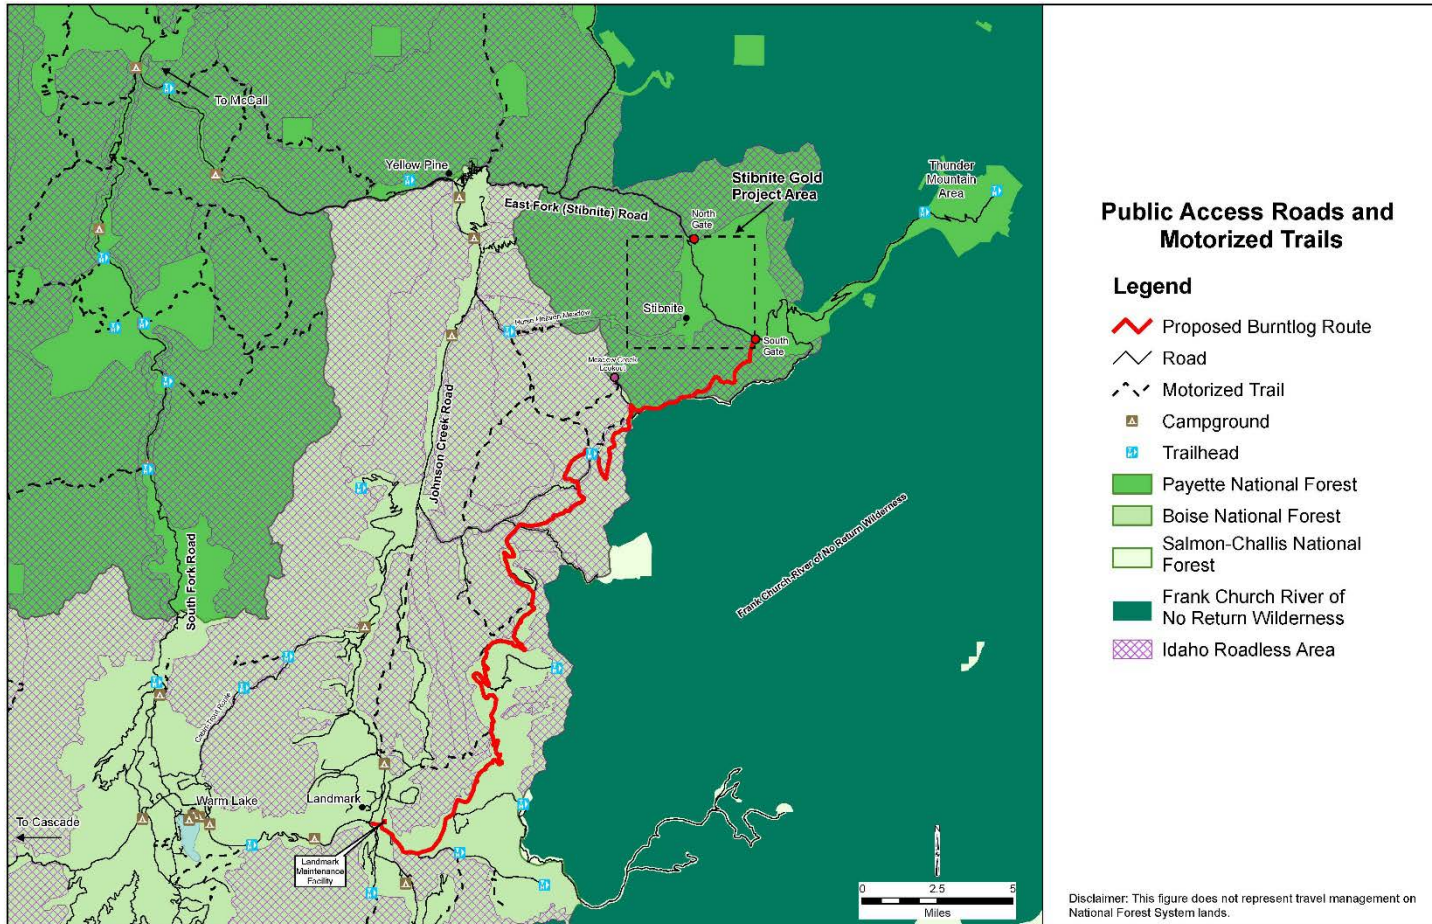 To McCall
Yellow Pine
Thunder
Mountain
Area
Stibnite Gold
Project Area
East Fork (Stibnite) Road
North
Gate
Stibnite
South
Gate
Meadow Creek
Lookout
Johnson Creek Road
Frank Church-River of No Return Wilderness
South Fork Road
Warm Lake
Landmark
To Cascade
Landmark
Maintenance
Facility
0 2.5 5
Miles
Public Access Roads and
Motorized Trails
Legend
Proposed Burntlog Route
Road
Motorized Trail
Campground
Trailhead
Payette National Forest
Boise National Forest
Salmon-Challis National
Forest
Frank Church River of
No Return Wilderness
Idaho Roadless Area
Disclaimer: This figure does not represent travel management on
National Forest System lands.